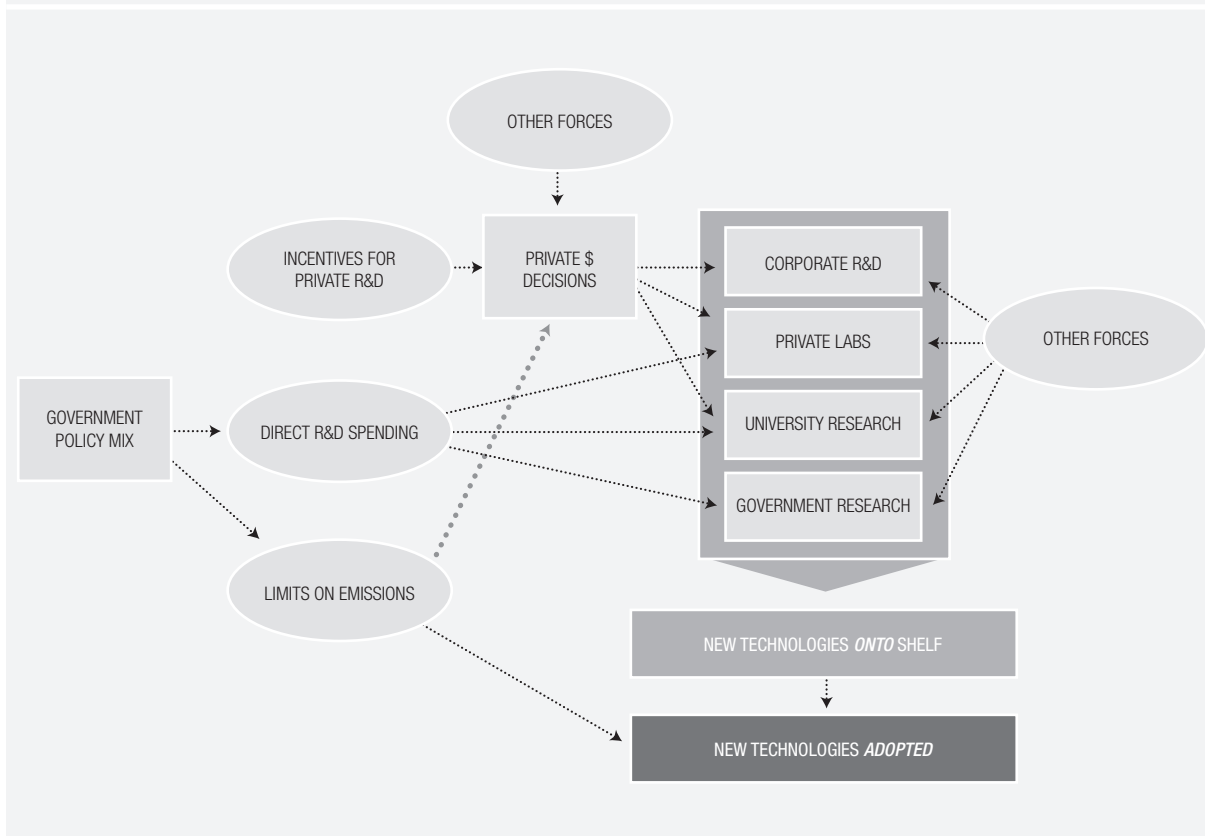 OTHER FORCES
INCENTIVES FOR
PRIVATE R&D
PRIVATE $
DECISIONS
CORPORATE R&D
PRIVATE LABS
OTHER FORCES
GOVERNMENT
POLICY MIX
DIRECT R&D SPENDING
UNIVERSITY RESEARCH
GOVERNMENT RESEARCH
LIMITS ON EMISSIONS
NEW TECHNOLOGIES ONTO SHELF
NEW TECHNOLOGIES ADOPTED